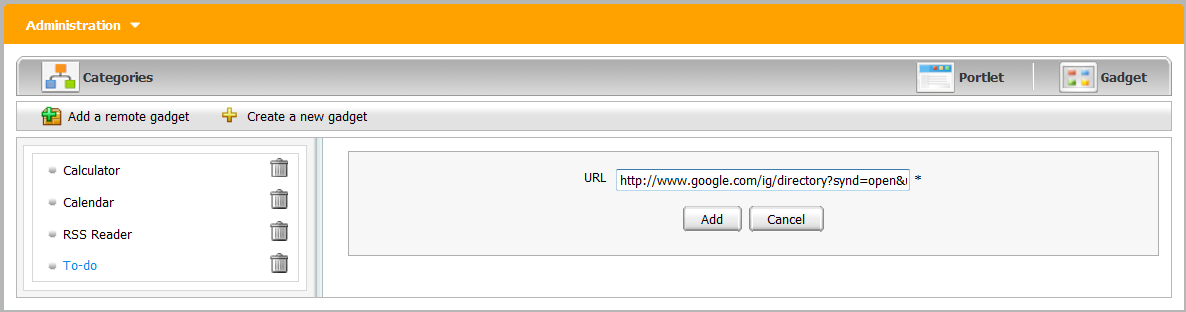 Administration
Categories Portlet Gadget
Add a remote gadget Create a new gadget
Calculator
Calendar
RSS Reader
To-do
URL http://www.google.com/ig/directory?synd=open& *
Add Cancel